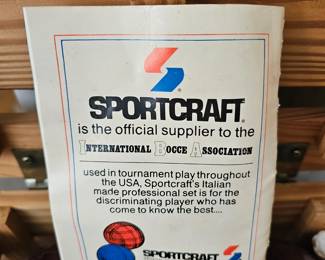 SPORTCRAFT®
is the official supplier to the
INTERNATIONAL BOCCE ASSOCIATION
used in tournament play throughout
the USA, Sportcraft's Italian
made professional set is for the
discriminating player who has
come to know the best....
SPORTCRAFT